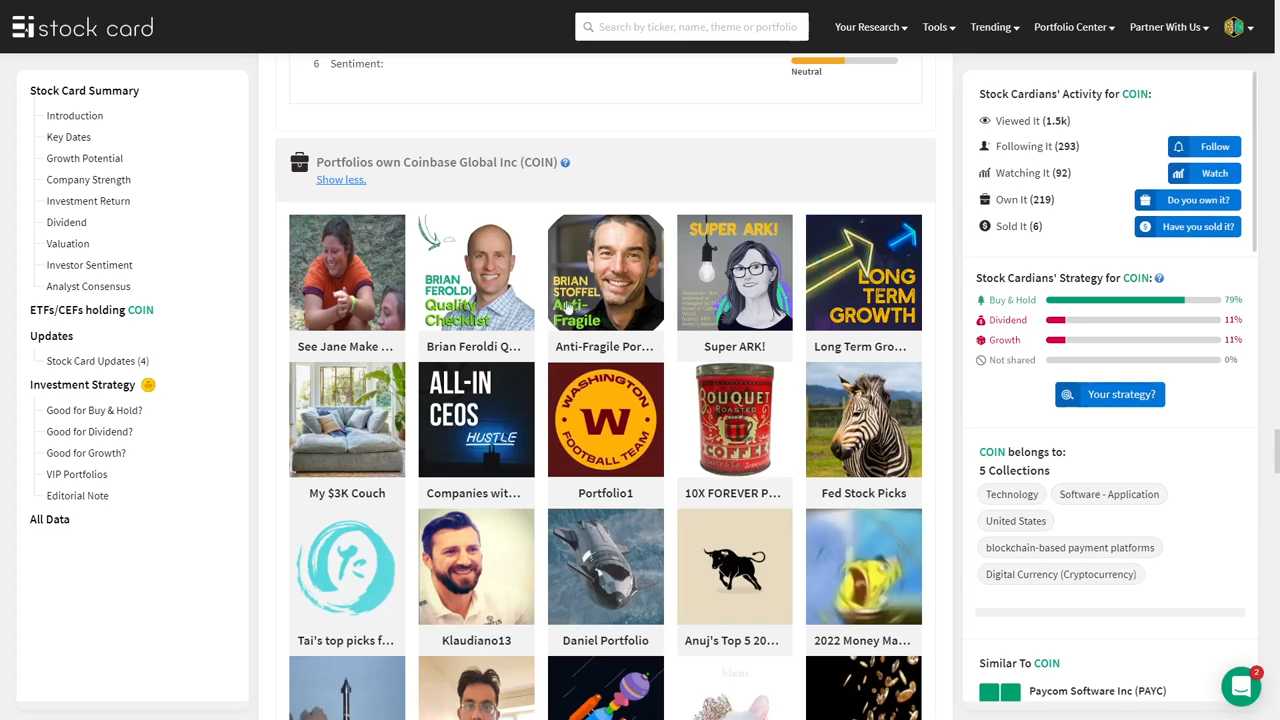 stock card
Search by ticker, name, theme or portfolio
Your Research
Tools
Trending
Portfolio Center
Partner With Us
Stock Card Summary
Introduction
Key Dates
Growth Potential
Company Strength
Investment Return
Dividend
Valuation
Investor Sentiment
Analyst Consensus
ETFs/CEFs holding COIN
Updates
Stock Card Updates (4)
Investment Strategy
Good for Buy & Hold?
Good for Dividend?
Good for Growth?
VIP Portfolios
Editorial Note
All Data
6 Sentiment:
Neutral
Portfolios own Coinbase Global Inc (COIN)
Show less.
BRIAN
FEROLDI
Quality
Checklist
BRIAN
STOFFEL
Anti-
Fragile
SUPER ARK!
LONG
TERM
GROWTH
See Jane Make ...
Brian Feroldi Q...
Anti-Fragile Por...
Super ARK!
Long Term Gro...
ALL-IN
CEOS
HUSTLE
WASHINGTON
W
FOOTBALL TEAM
BOUQUET
ROASTED
COFFEE
My $3K Couch
Companies wit...
Portfolio1
10X FOREVER P...
Fed Stock Picks
Tai's top picks f...
Klaudiano13
Daniel Portfolio
Anuj's Top 5 20...
2022 Money Ma...
blanc
Stock Cardians' Activity for COIN:
Viewed It (1.5k)
Following It (293)
Follow
Watching It (92)
Watch
Own It (219)
Do you own it?
Sold It (6)
Have you sold it?
Stock Cardians' Strategy for COIN:
Buy & Hold 79%
Dividend 11%
Growth 11%
Not shared 0%
Your strategy?
COIN belongs to:
5 Collections
Technology
Software - Application
United States
blockchain-based payment platforms
Digital Currency (Cryptocurrency)
Similar To COIN
Paycom Software Inc (PAYC)
2